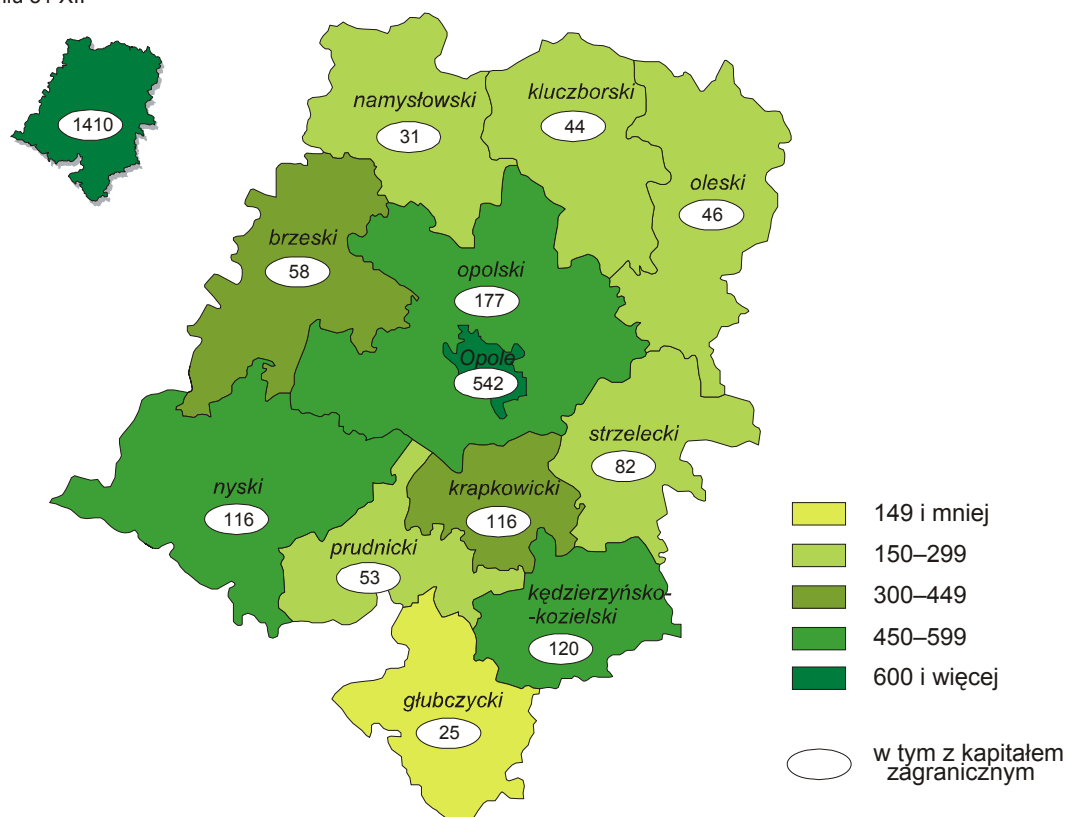 31 XII
1410
namysłowski
31
kluczborski
44
oleski
46
brzeski
58
opolski
177
Opole
542
strzelecki
82
nyski
116
krapkowicki
116
prudnicki
53
kędzierzyńsko-
-kozielski
120
głubczycki
25
149 i mniej
150–299
300–449
450–599
600 i więcej
w tym z kapitałem
zagranicznym